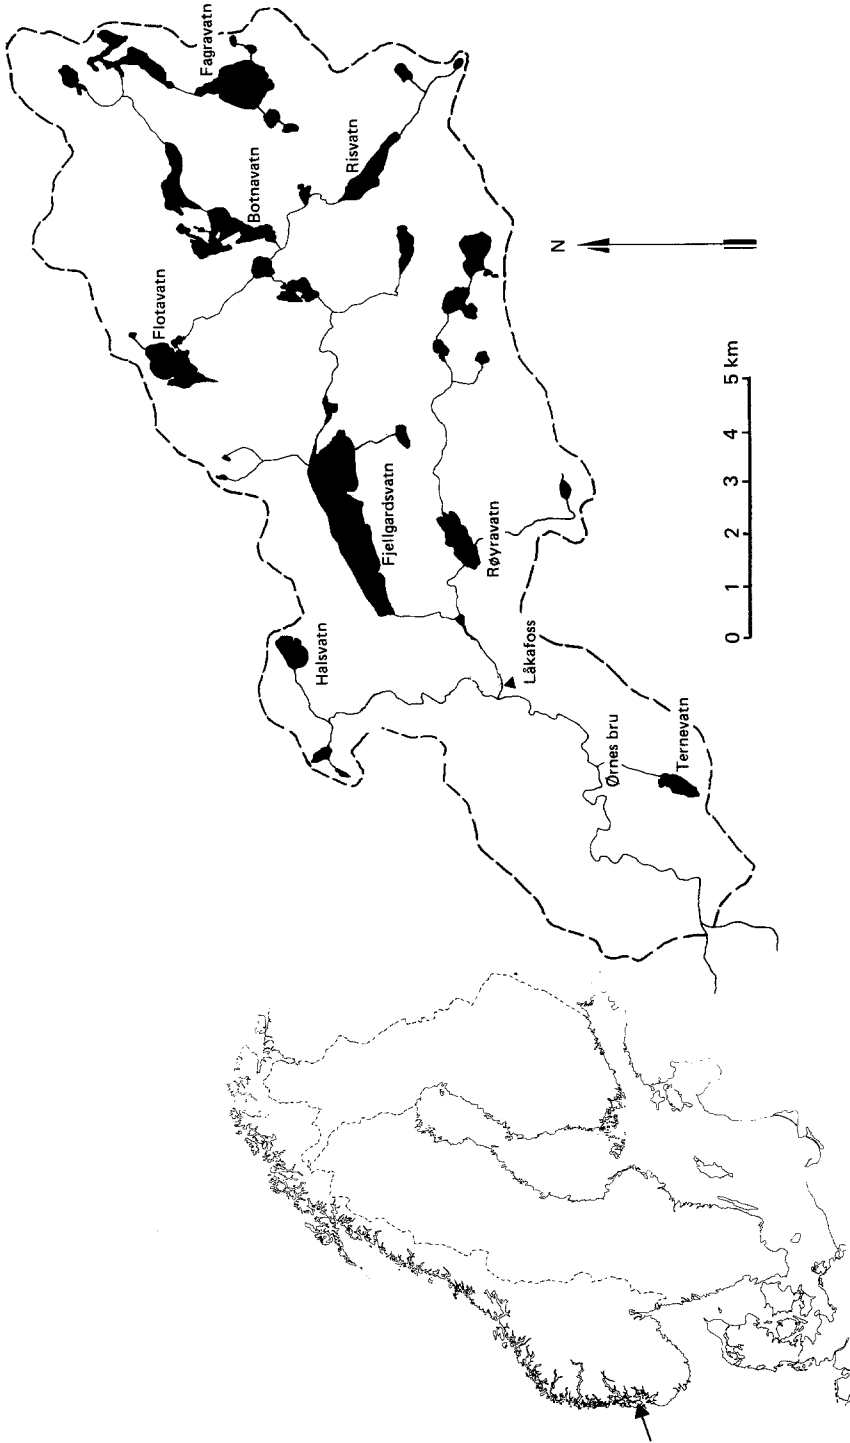 Fagravatn
Botnavatn
Risvatn
Flotavatn
Fjellgardsvatn
Røyravatn
Halsvatn
Låkafoss
Ørnes bru
Ternevatn
N
0 1 2 3 4 5 km